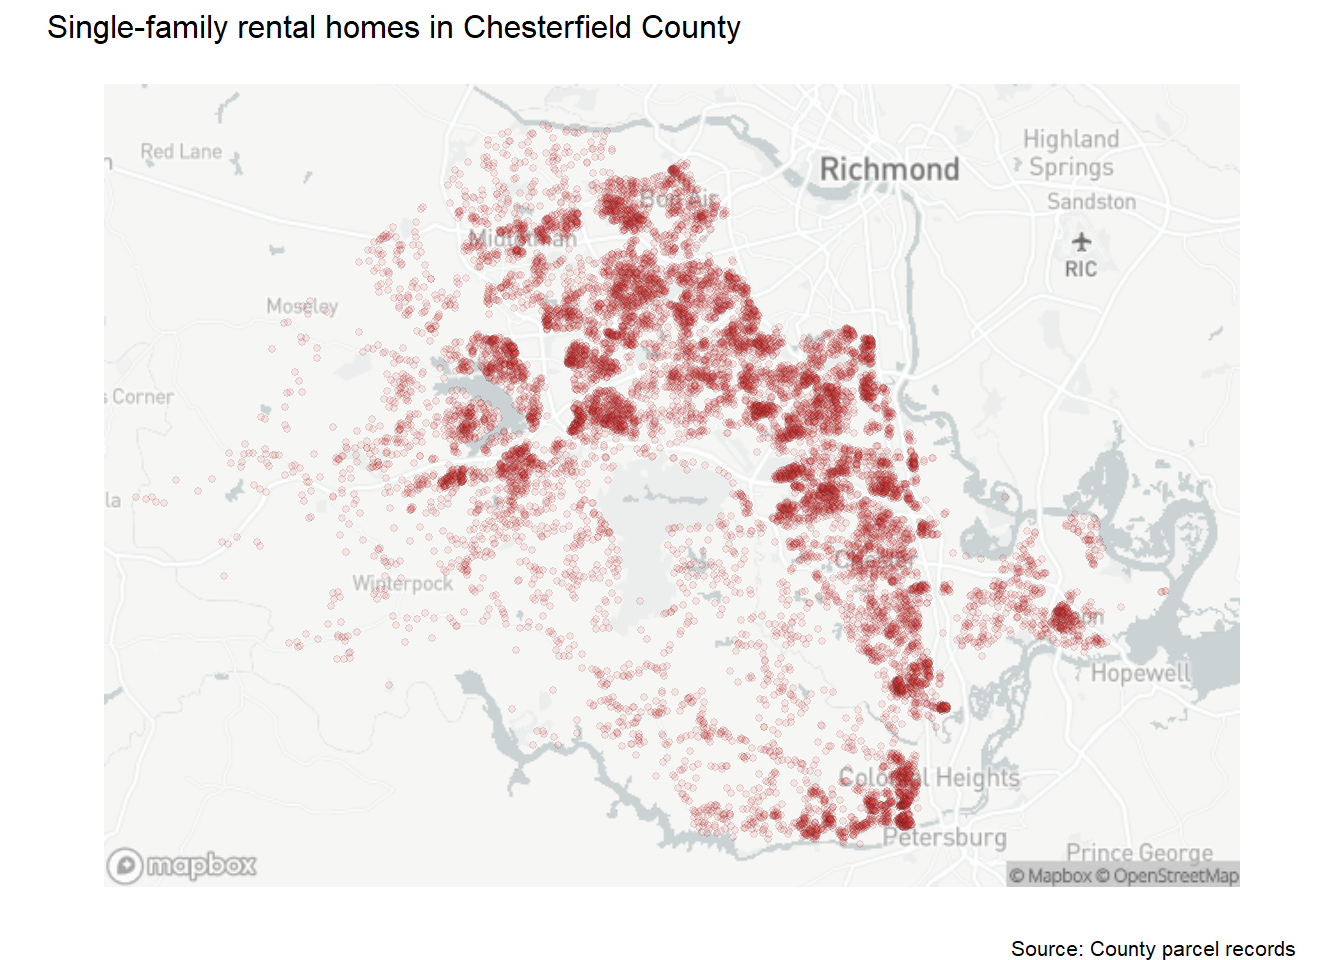 Single-family rental homes in Chesterfield County
Richmond
Highland
Springs
Red Lane
Sandston
Bon Air
Midlothian
RIC
Moseley
Corner
la
Winterpock
Chester
Hopewell
Colonial Heights
Petersburg
Prince George
mapbox
© Mapbox © OpenStreetMap
Source: County parcel records